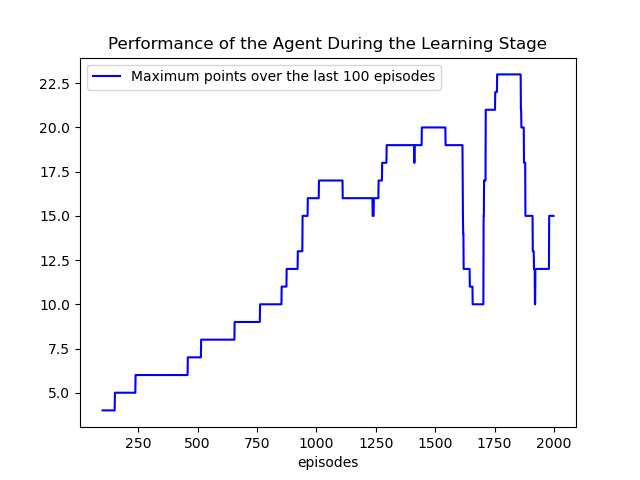 Performance of the Agent During the Learning Stage
Maximum points over the last 100 episodes
22.5
20.0
17.5
15.0
12.5
10.0
7.5
5.0
250 500 750 1000 1250 1500 1750 2000
episodes